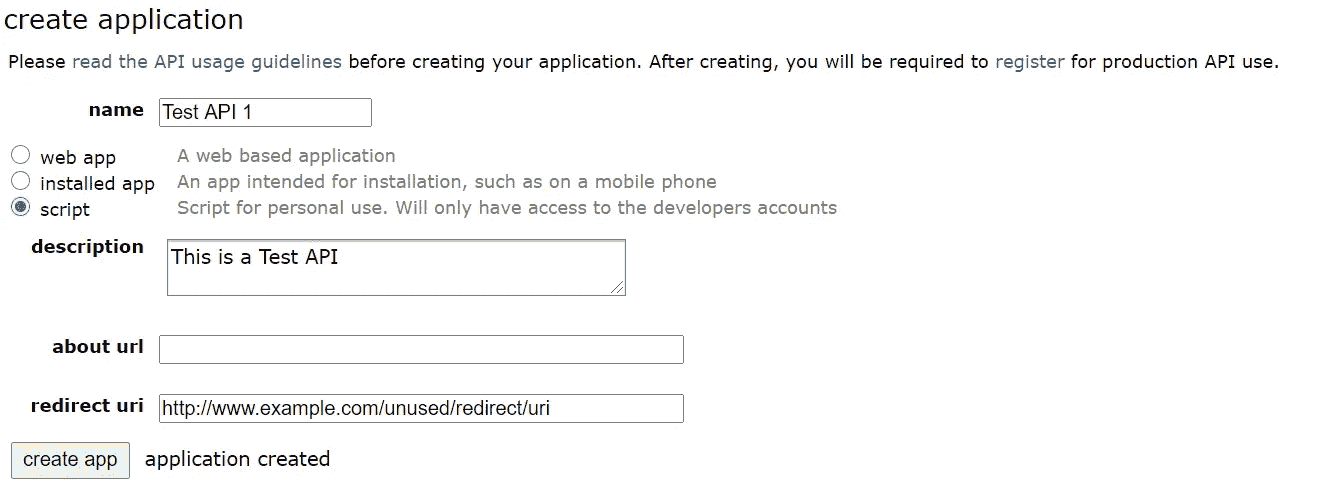 create application
Please read the API usage guidelines before creating your application. After creating, you will be required to register for production API use.
name Test API 1
web app A web based application
installed app An app intended for installation, such as on a mobile phone
script Script for personal use. Will only have access to the developers accounts
description This is a Test API
about url
redirect uri http://www.example.com/unused/redirect/uri
create app application created